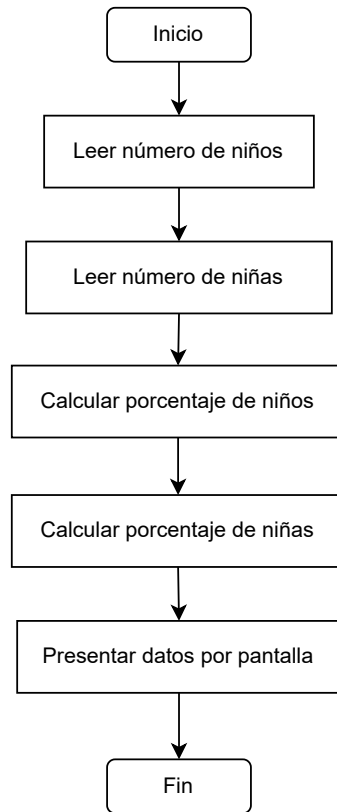 Inicio
Leer número de niños
Leer número de niñas
Calcular porcentaje de niños
Calcular porcentaje de niñas
Presentar datos por pantalla
Fin